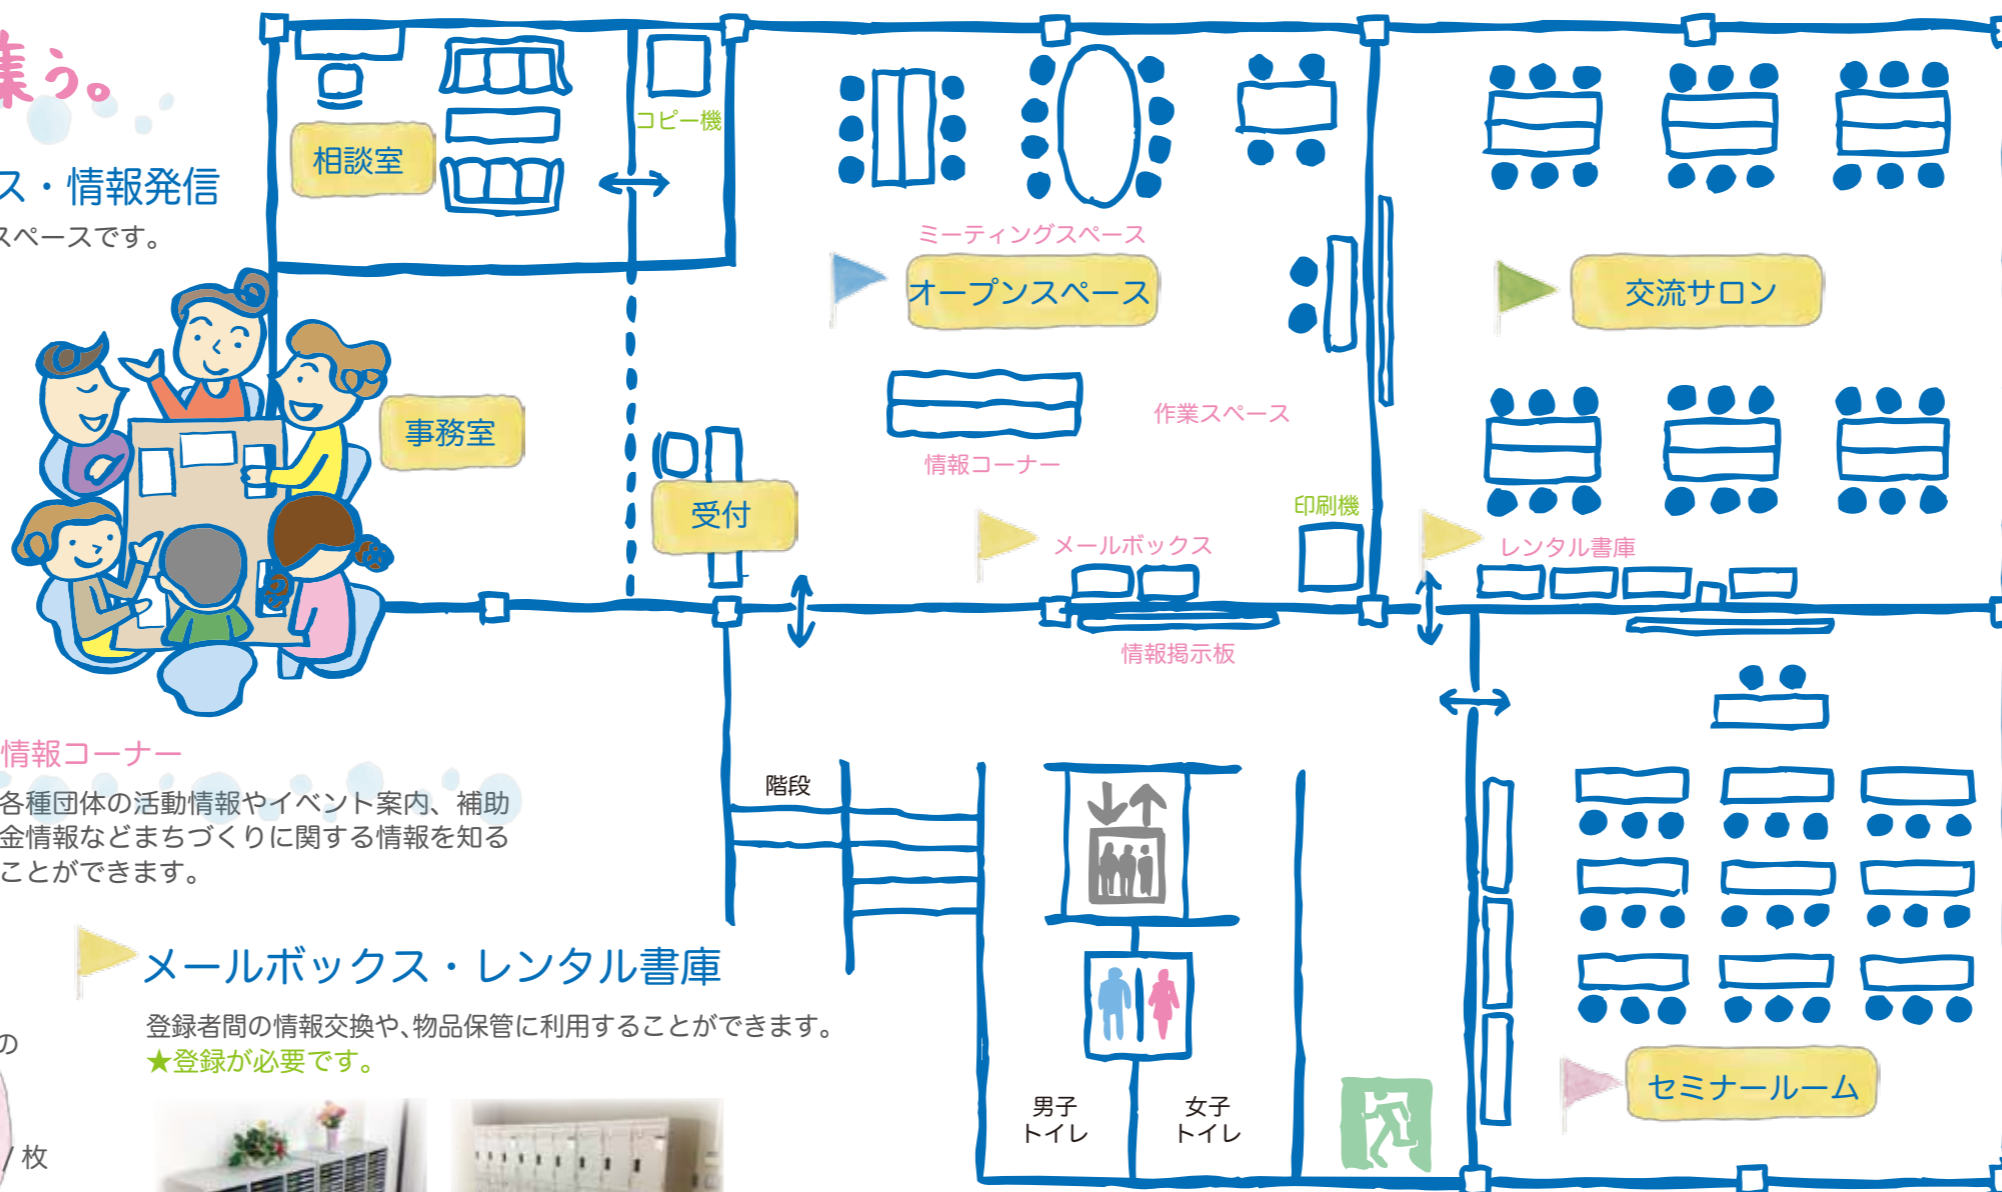 集う。
ス・情報発信
スペースです。
相談室
コピー機
事務室
受付
ミーティングスペース
オープンスペース
情報コーナー
作業スペース
印刷機
メールボックス
情報掲示板
交流サロン
レンタル書庫
セミナールーム
階段
男子
トイレ
女子
トイレ
情報コーナー
各種団体の活動情報やイベント案内、補助
金情報などまちづくりに関する情報を知る
ことができます。
メールボックス・レンタル書庫
登録者間の情報交換や、物品保管に利用することができます。
★登録が必要です。
の
/ 枚